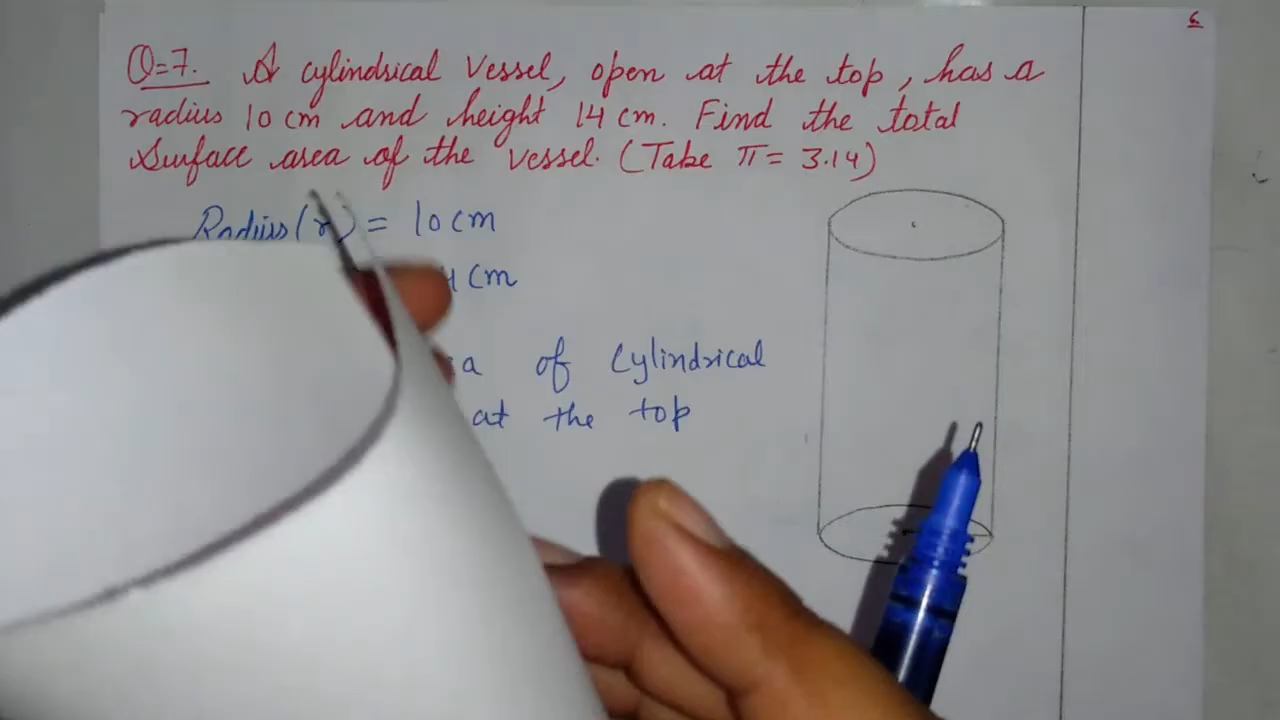 6
Q=7. A cylindrical Vessel, open at the top, has a
radius 10 cm and height 14 cm. Find the total
Surface area of the vessel. (Take π = 3.14)
Radius (r) = 10 cm
cm
of Cylindrical
at the top